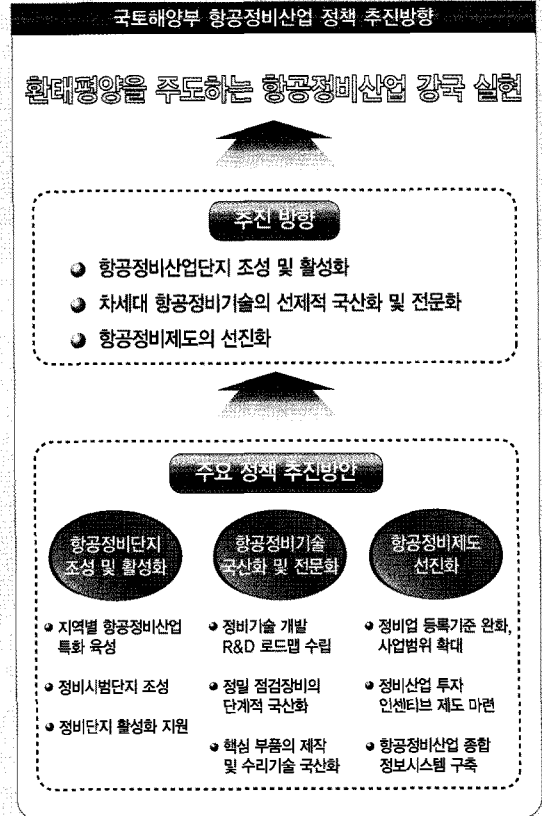 국토해양부 항공정비산업 정책 추진방향
환태평양을 주도하는 항공정비산업 강국 실현
추진 방향
항공정비산업단지 조성 및 활성화
차세대 항공정비기술의 선제적 국산화 및 전문화
항공정비제도의 선진화
주요 정책 추진방안
항공정비단지
조성 및 활성화
지역별 항공정비산업
특화 육성
정비시범단지 조성
정비단지 활성화 지원
항공정비기술
국산화 및 전문화
정비기술 개발
R&D 로드맵 수립
정밀 점검장비의
단계적 국산화
핵심 부품의 제작
및 수리기술 국산화
항공정비제도
선진화
정비업 등록기준 완화,
사업범위 확대
정비산업 투자
인센티브 제도 마련
항공정비산업 종합
정보시스템 구축